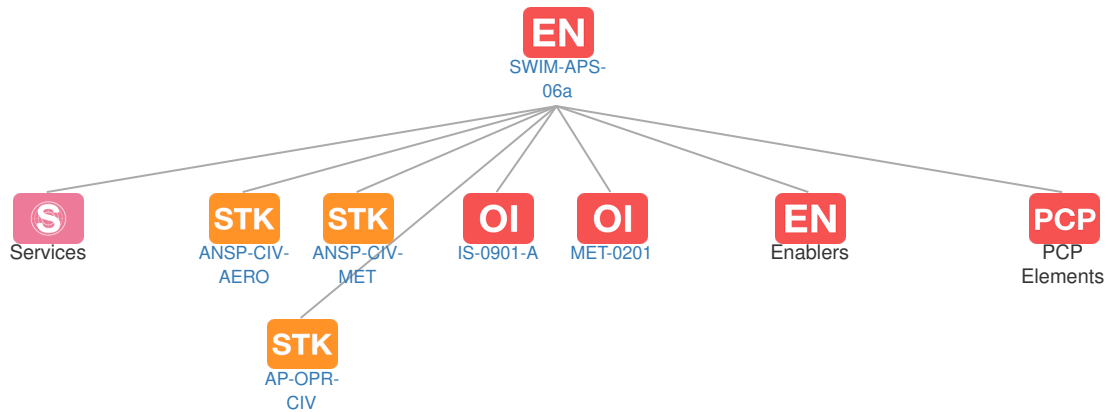 EN
SWIM-APS-
06a
S
Services
STK
ANSP-CIV-
AERO
STK
ANSP-CIV-
MET
OI
IS-0901-A
OI
MET-0201
EN
Enablers
PCP
PCP
Elements
STK
AP-OPR-
CIV